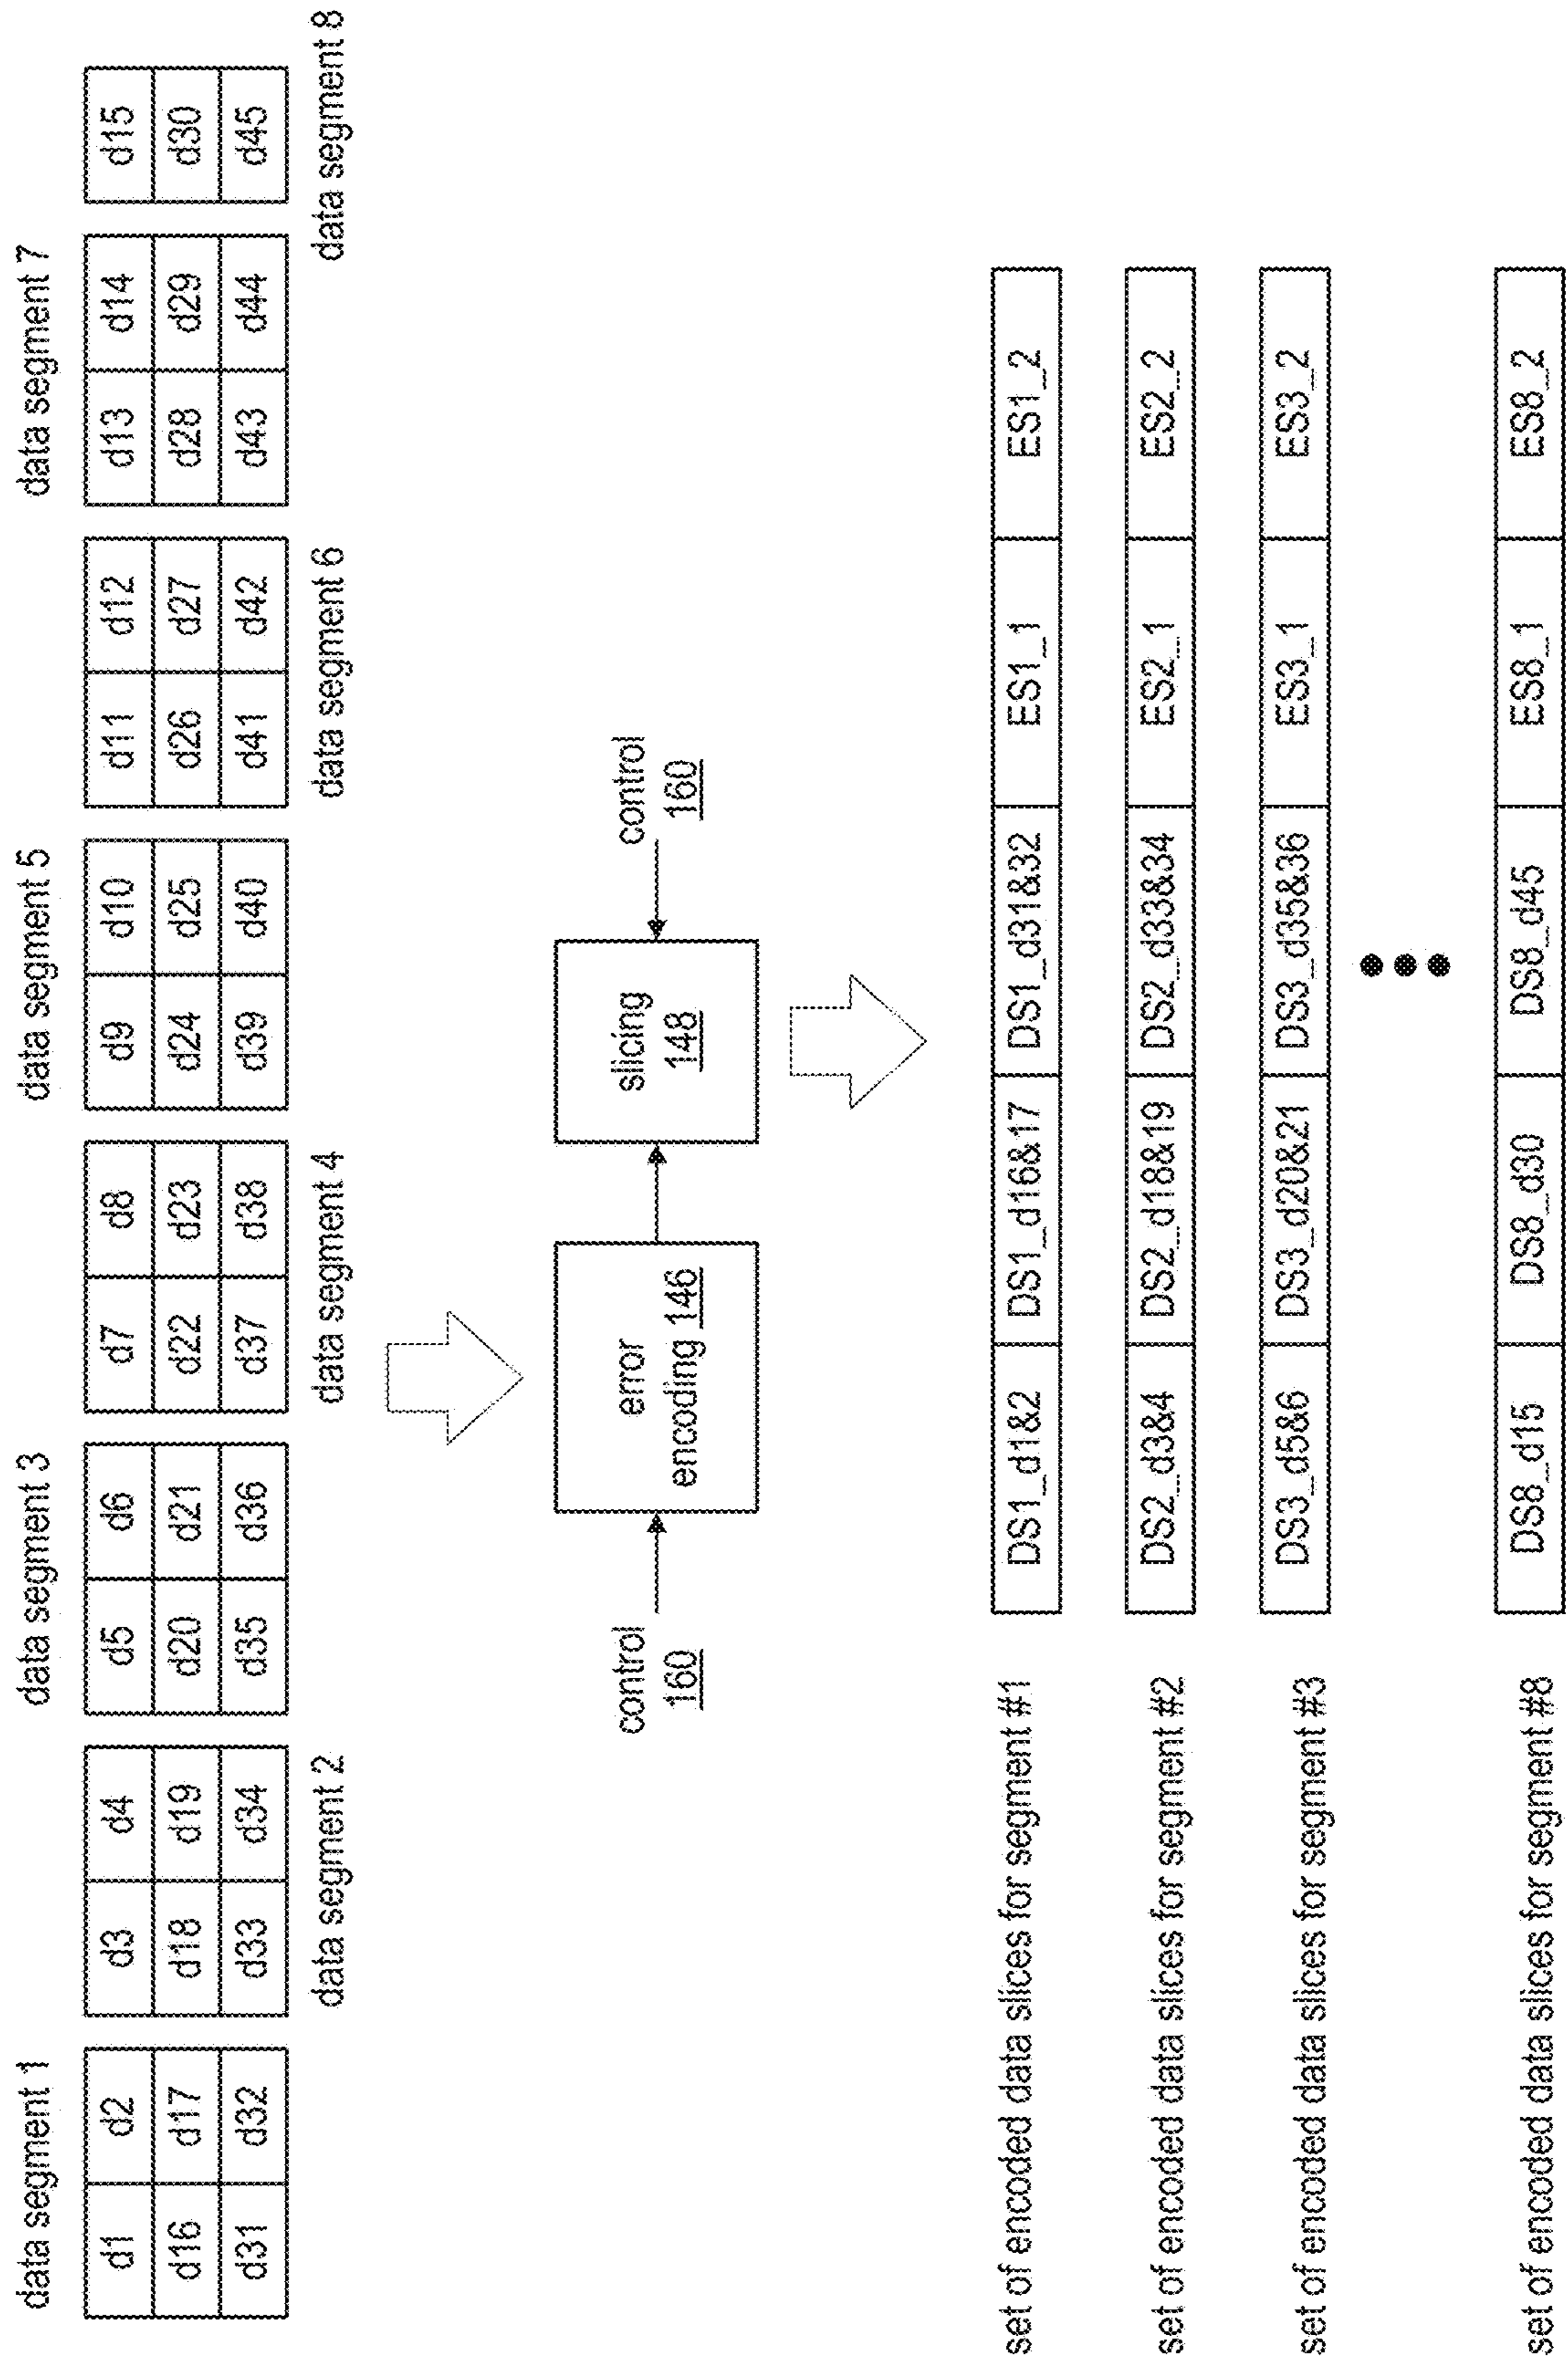 data segment 1
data segment 3
data segment 5
data segment 7
d1 d2 d3 d4 d5 d6 d7 d8 d9 d10 d11 d12 d13 d14 d15
d16 d17 d18 d19 d20 d21 d22 d23 d24 d25 d26 d27 d28 d29 d30
d31 d32 d33 d34 d35 d36 d37 d38 d39 d40 d41 d42 d43 d44 d45
data segment 2
data segment 4
data segment 6
data segment 8
control
160
error
encoding 146
slicing
148
control
160
set of encoded data slices for segment #1 DS1_d1&2 DS1_d16&17 DS1_d31&32 ES1_1 ES1_2
set of encoded data slices for segment #2 DS2_d3&4 DS2_d18&19 DS2_d33&34 ES2_1 ES2_2
set of encoded data slices for segment #3 DS3_d5&6 DS3_d20&21 DS3_d35&36 ES3_1 ES3_2
set of encoded data slices for segment #8 DS8_d15 DS8_d30 DS8_d45 ES8_1 ES8_2